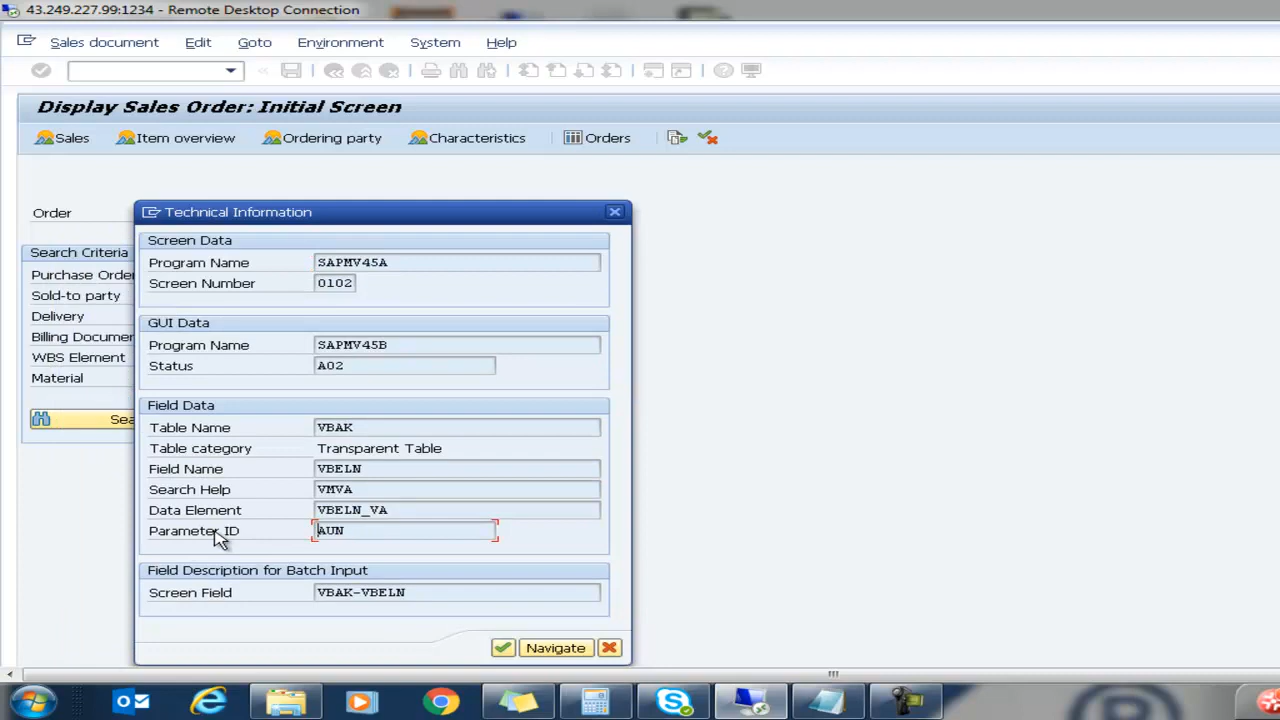 43.249.227.99:1234 - Remote Desktop Connection
Sales document Edit Goto Environment System Help
Display Sales Order: Initial Screen
Sales Item overview Ordering party Characteristics Orders
Order
Search Criteria
Purchase Order
Sold-to party
Delivery
Billing Documen
WBS Element
Material
Sea
Technical Information
Screen Data
Program Name SAPMV45A
Screen Number 0102
GUI Data
Program Name SAPMV45B
Status A02
Field Data
Table Name VBAK
Table category Transparent Table
Field Name VBELN
Search Help VMVA
Data Element VBELN_VA
Parameter ID AUN
Field Description for Batch Input
Screen Field VBAK-VBELN
Navigate